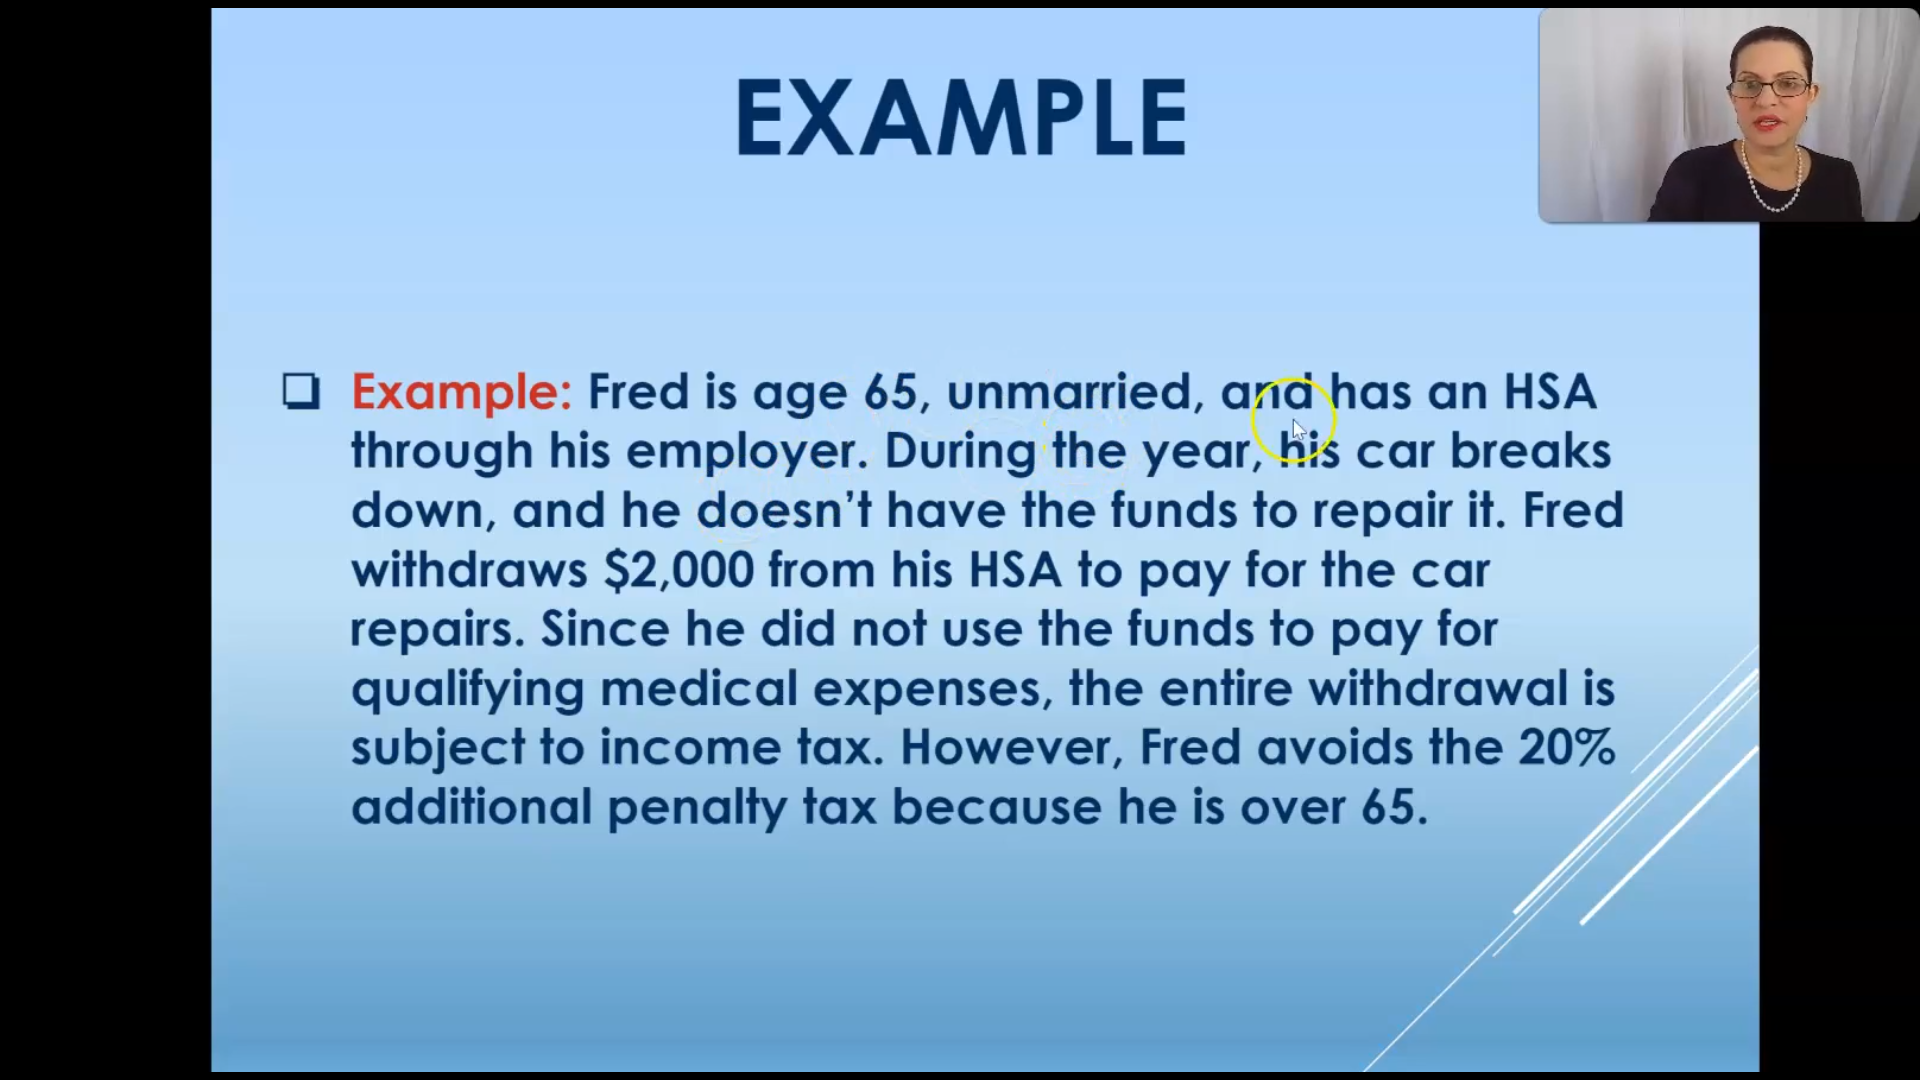 EXAMPLE
Example: Fred is age 65, unmarried, and has an HSA
through his employer. During the year, his car breaks
down, and he doesn’t have the funds to repair it. Fred
withdraws $2,000 from his HSA to pay for the car
repairs. Since he did not use the funds to pay for
qualifying medical expenses, the entire withdrawal is
subject to income tax. However, Fred avoids the 20%
additional penalty tax because he is over 65.